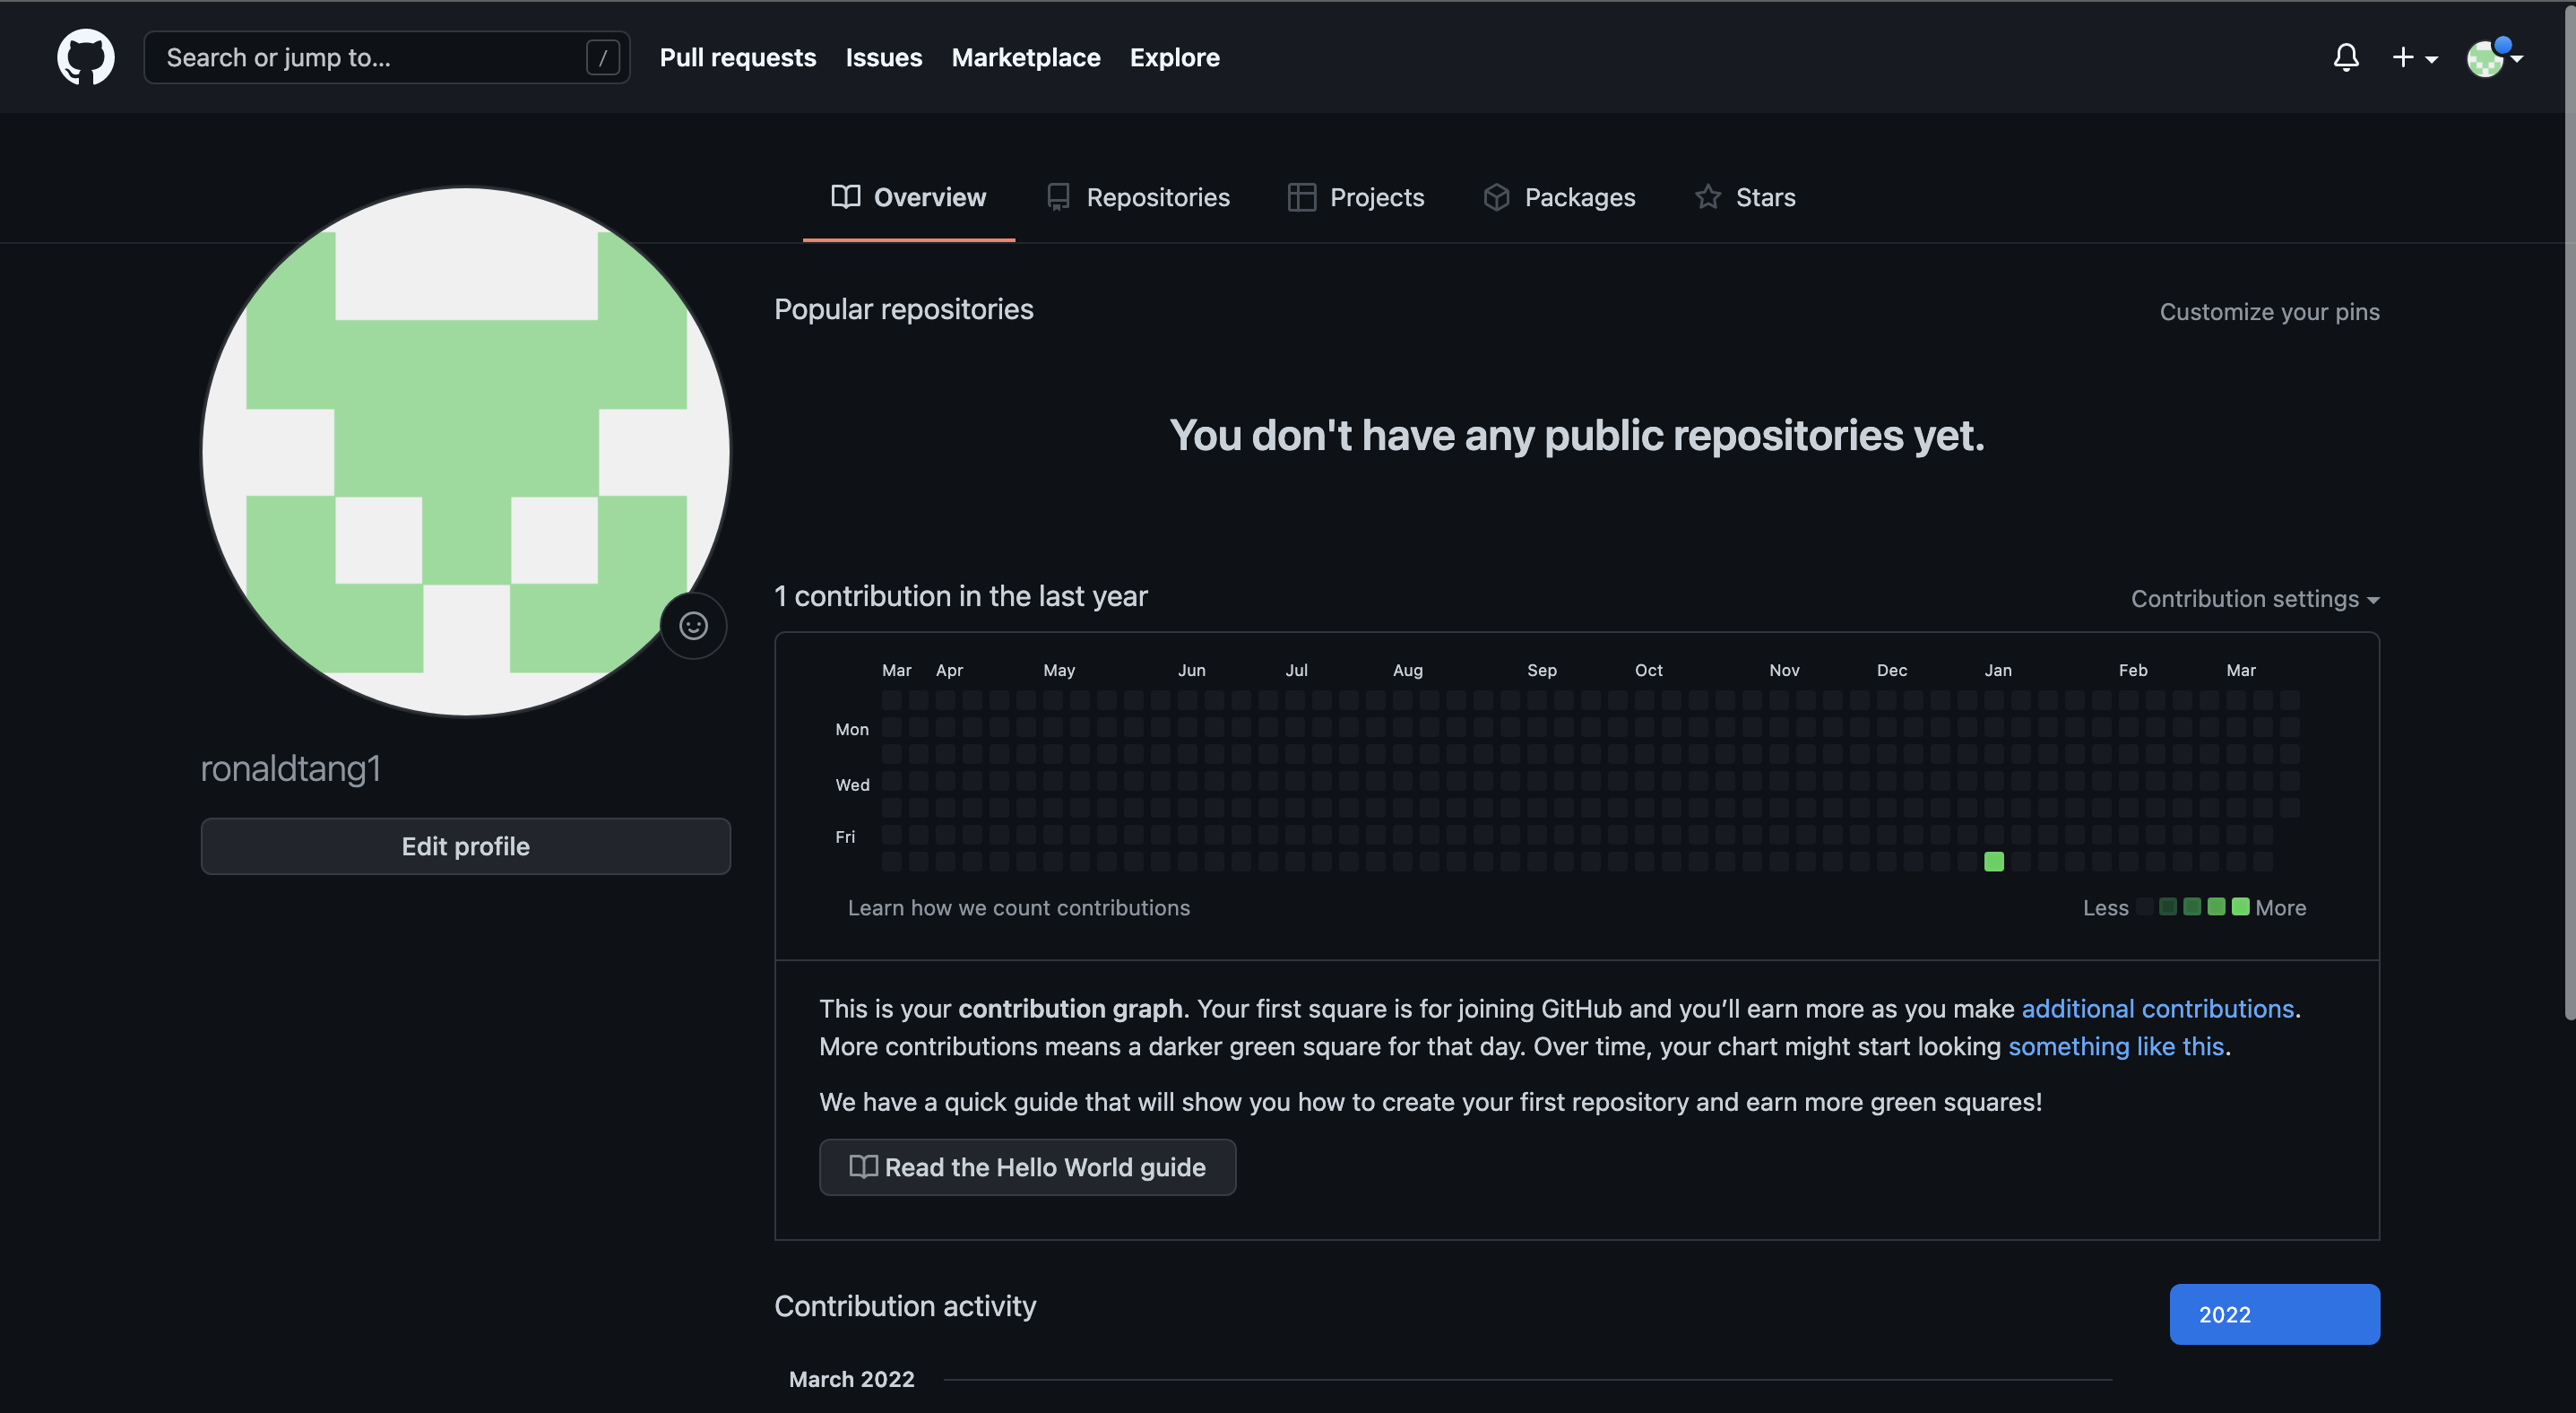 Search or jump to... /
Pull requests
Issues
Marketplace
Explore
Overview
Repositories
Projects
Packages
Stars
ronaldtang1
Edit profile
Popular repositories
Customize your pins
You don't have any public repositories yet.
1 contribution in the last year
Contribution settings
Mar Apr May Jun Jul Aug Sep Oct Nov Dec Jan Feb Mar
Mon
Wed
Fri
Learn how we count contributions
Less More
This is your contribution graph. Your first square is for joining GitHub and you’ll earn more as you make additional contributions.
More contributions means a darker green square for that day. Over time, your chart might start looking something like this.
We have a quick guide that will show you how to create your first repository and earn more green squares!
Read the Hello World guide
Contribution activity
2022
March 2022